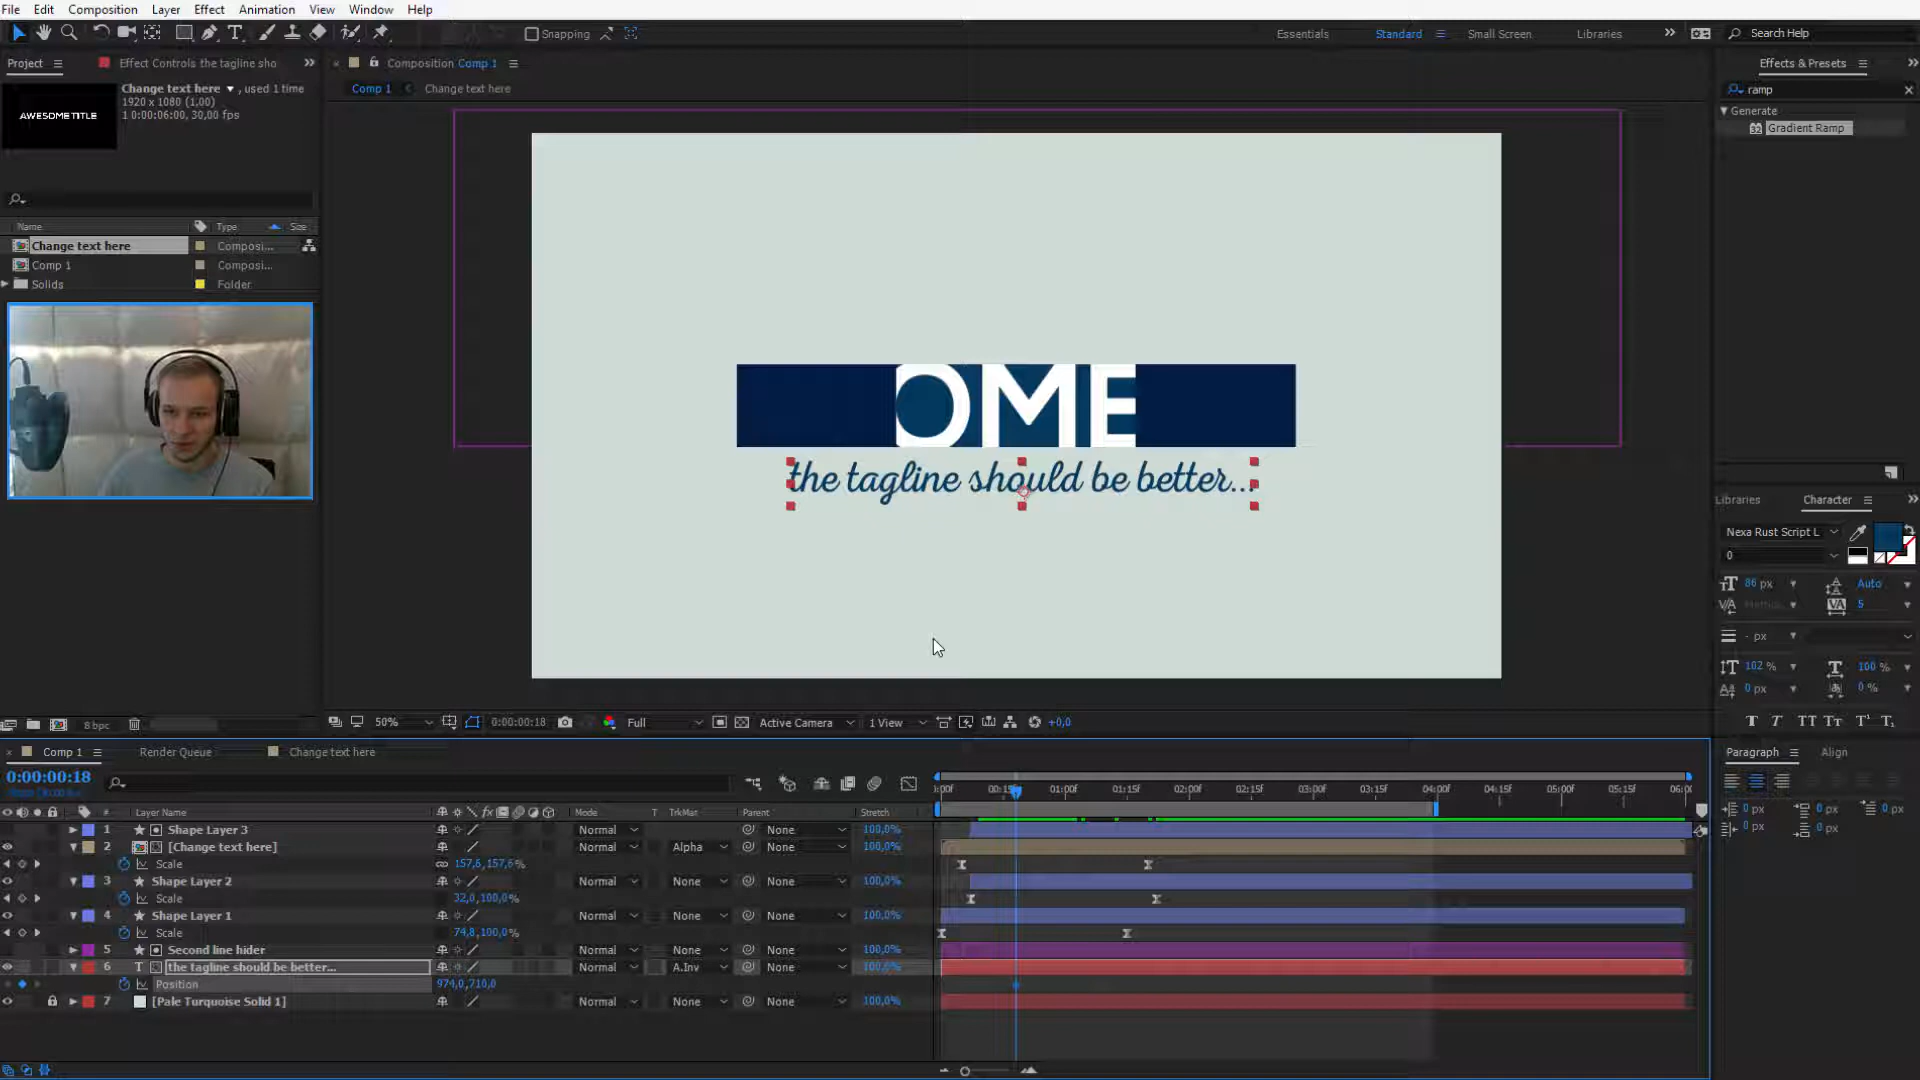 File Edit Composition Layer Effect Animation View Window Help
Snapping
Essentials Standard Small Screen Libraries Search Help
Project Effect Controls the tagline sho
Composition Comp 1
Effects & Presets
Comp 1 Change text here
ramp
Generate
Gradient Ramp
Change text here , used 1 time
1920 x 1080 (1,00)
1 0:00:06:00, 30,00 fps
AWESOME TITLE
Name Type Size
Change text here Composi...
Comp 1 Composi...
Solids Folder
OME
the tagline should be better...
Libraries Character
Nexa Rust Script L
0
86 px Auto
5
- px
102 % 100 %
0 px 0 %
T T TT Tt T¹ T₁
8 bpc
50% 0:00:00:18 Full Active Camera 1 View +0,0
Comp 1 Render Queue Change text here
Paragraph Align
0 px 0 px 0 px
0 px 0 px
0:00:00:18
:00f 00:15f 01:00f 01:15f 02:00f 02:15f 03:00f 03:15f 04:00f 04:15f 05:00f 05:15f 06:0
# Layer Name Mode T TrkMat Parent Stretch
1 Shape Layer 3 Normal None 100,0%
2 [Change text here] Normal Alpha None 100,0%
Scale 157,6,157,6%
3 Shape Layer 2 Normal None None 100,0%
Scale 32,0,100,0%
4 Shape Layer 1 Normal None None 100,0%
Scale 74,8,100,0%
5 Second line hider Normal None None 100,0%
6 the tagline should be better... Normal A.Inv None 100,0%
Position 974,0,710,0
7 [Pale Turquoise Solid 1] Normal None None 100,0%